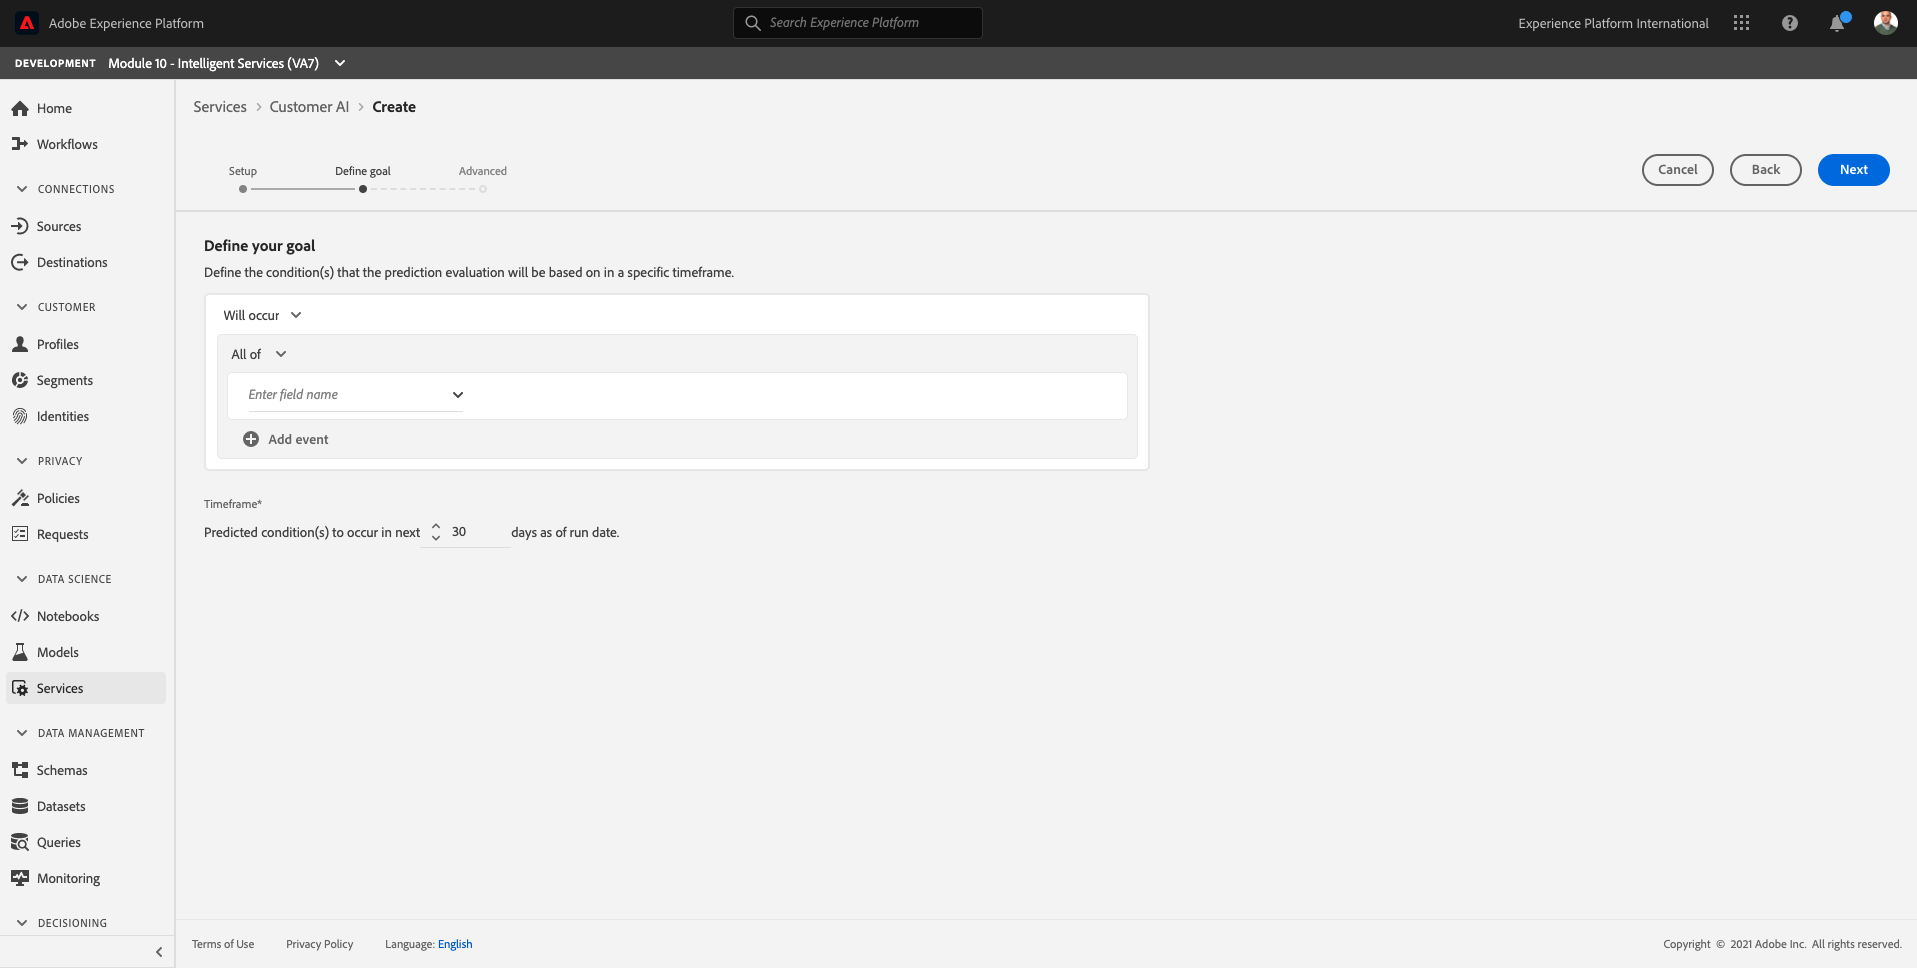 Adobe Experience Platform
Search Experience Platform
Experience Platform International
DEVELOPMENT Module 10 - Intelligent Services (VA7)
Home
Workflows
CONNECTIONS
Sources
Destinations
CUSTOMER
Profiles
Segments
Identities
PRIVACY
Policies
Requests
DATA SCIENCE
Notebooks
Models
Services
DATA MANAGEMENT
Schemas
Datasets
Queries
Monitoring
DECISIONING
Services > Customer AI > Create
Setup Define goal Advanced
Cancel Back Next
Define your goal
Define the condition(s) that the prediction evaluation will be based on in a specific timeframe.
Will occur
All of
Enter field name
Add event
Timeframe*
Predicted condition(s) to occur in next 30 days as of run date.
Terms of Use Privacy Policy Language: English
Copyright © 2021 Adobe Inc. All rights reserved.